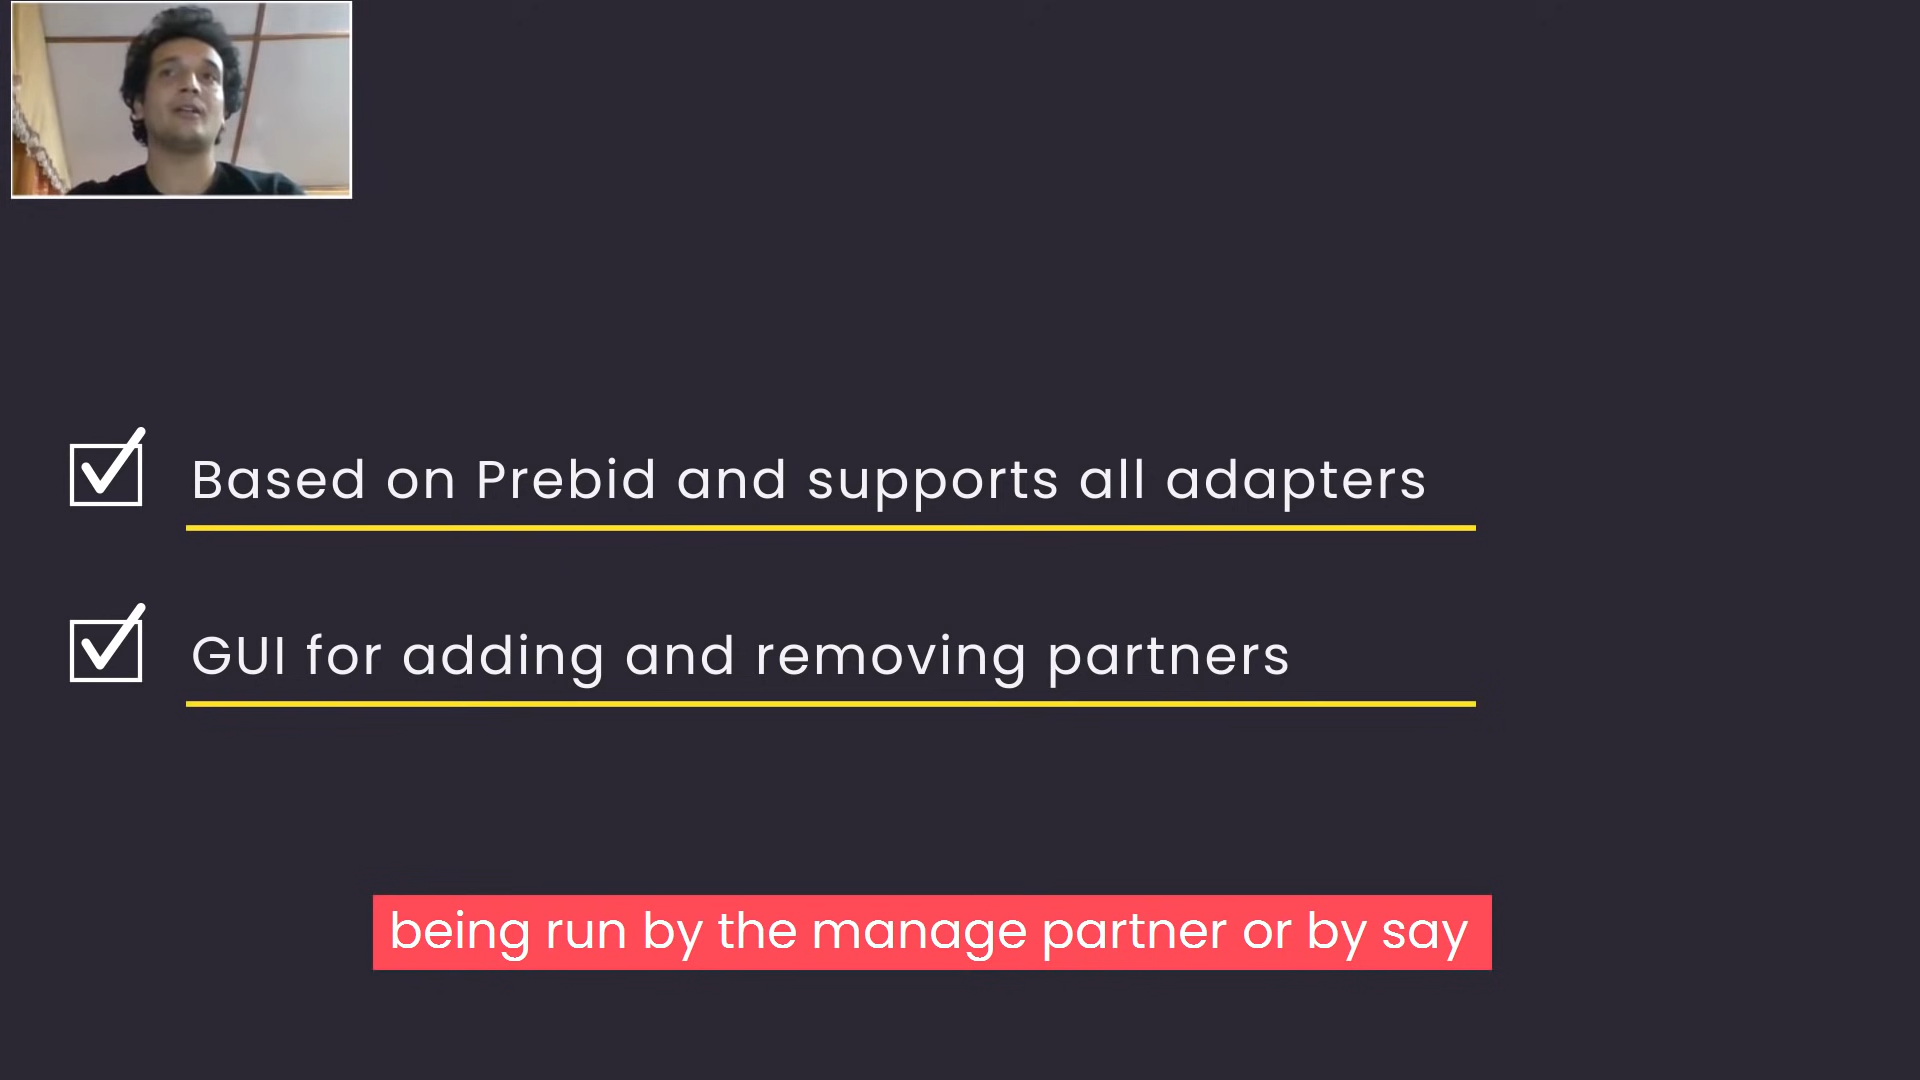 Based on Prebid and supports all adapters
GUI for adding and removing partners
being run by the manage partner or by say